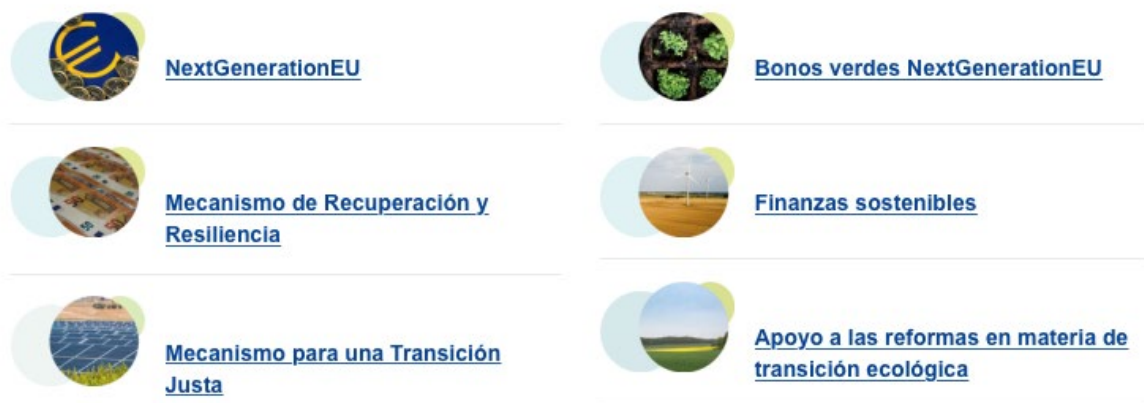 NextGenerationEU
Bonos verdes NextGenerationEU
Mecanismo de Recuperación y
Resiliencia
Finanzas sostenibles
Mecanismo para una Transición
Justa
Apoyo a las reformas en materia de
transición ecológica